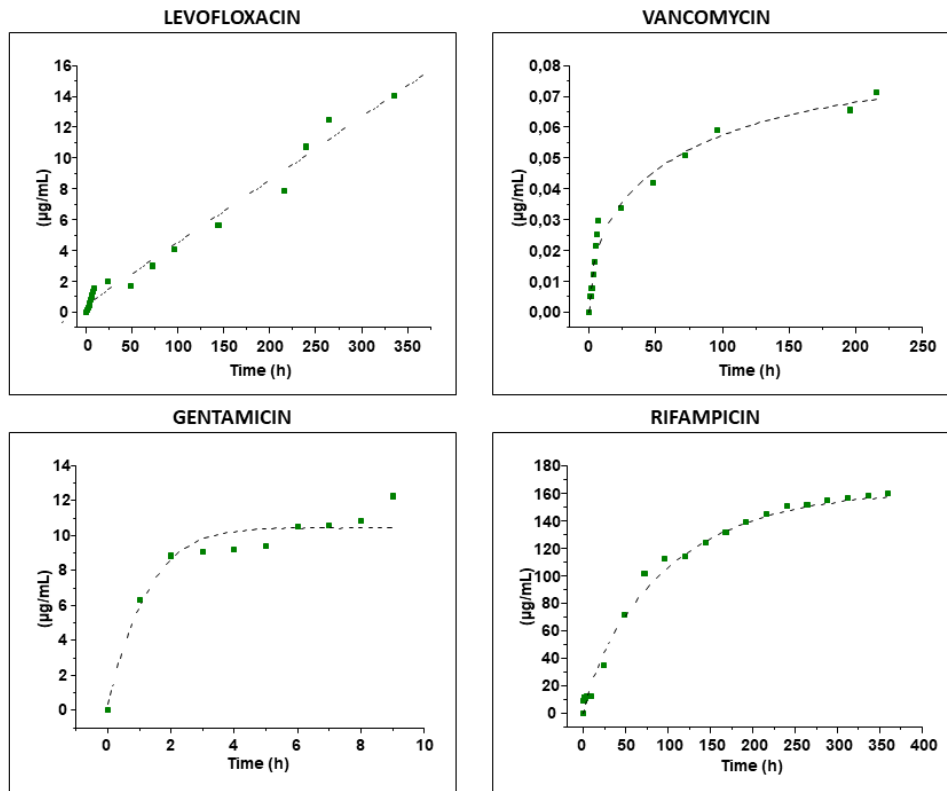 LEVOFLOXACIN
16
14
12
10
8
6
4
2
0
(µg/mL)
0 50 100 150 200 250 300 350
Time (h)
VANCOMYCIN
0,08
0,07
0,06
0,05
0,04
0,03
0,02
0,01
0,00
(µg/mL)
0 50 100 150 200 250
Time (h)
GENTAMICIN
14
12
10
8
6
4
2
0
(µg/mL)
0 2 4 6 8 10
Time (h)
RIFAMPICIN
180
160
140
120
100
80
60
40
20
0
(µg/mL)
0 50 100 150 200 250 300 350 400
Time (h)